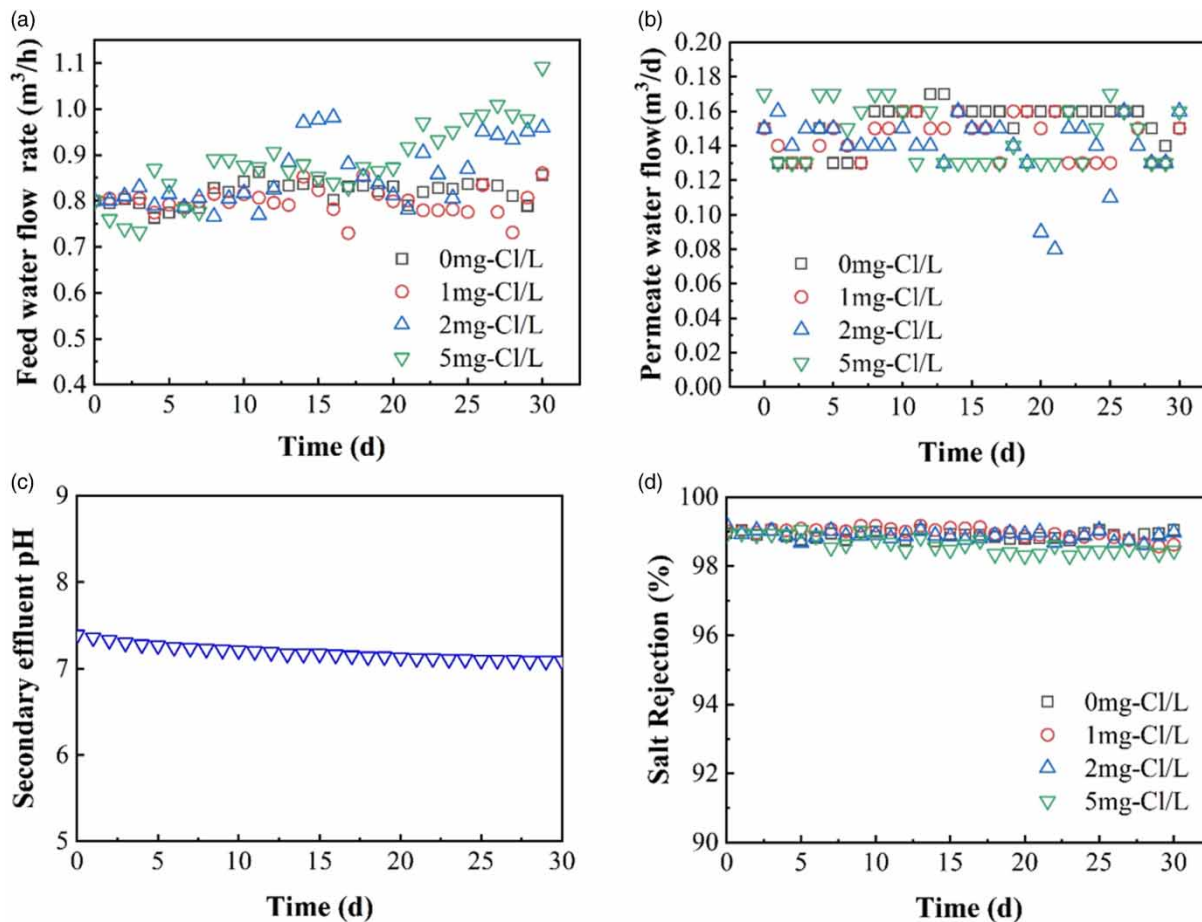 (a)
Feed water flow rate (m³/h)
1.1
1.0
0.9
0.8
0.7
0.6
0.5
0.4
0mg-Cl/L
1mg-Cl/L
2mg-Cl/L
5mg-Cl/L
0 5 10 15 20 25 30
Time (d)
(b)
Permeate water flow(m³/d)
0.20
0.18
0.16
0.14
0.12
0.10
0.08
0.06
0.04
0.02
0.00
0mg-Cl/L
1mg-Cl/L
2mg-Cl/L
5mg-Cl/L
0 5 10 15 20 25 30
Time (d)
(c)
Secondary effluent pH
9
8
7
6
5
0 5 10 15 20 25 30
Time (d)
(d)
Salt Rejection (%)
100
98
96
94
92
90
0mg-Cl/L
1mg-Cl/L
2mg-Cl/L
5mg-Cl/L
0 5 10 15 20 25 30
Time (d)